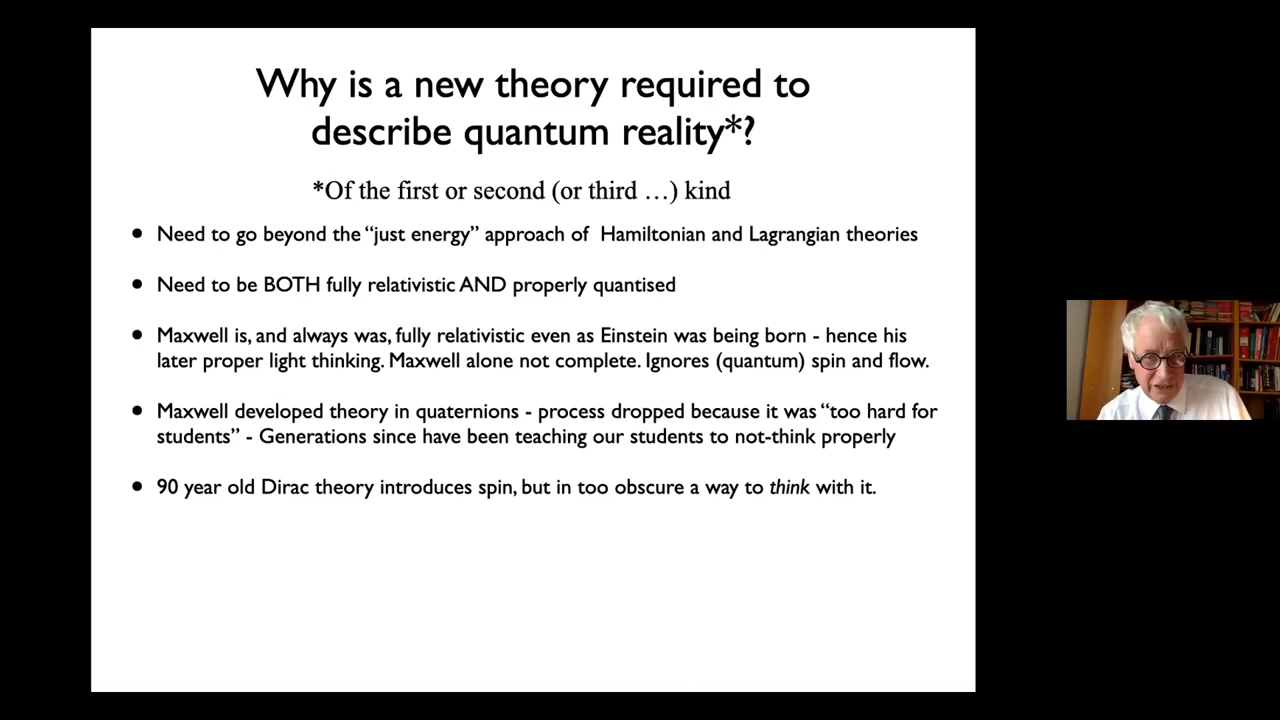 Why is a new theory required to
describe quantum reality*?
*Of the first or second (or third …) kind
• Need to go beyond the “just energy” approach of Hamiltonian and Lagrangian theories
• Need to be BOTH fully relativistic AND properly quantised
• Maxwell is, and always was, fully relativistic even as Einstein was being born - hence his
later proper light thinking. Maxwell alone not complete. Ignores (quantum) spin and flow.
• Maxwell developed theory in quaternions - process dropped because it was “too hard for
students” - Generations since have been teaching our students to not-think properly
• 90 year old Dirac theory introduces spin, but in too obscure a way to think with it.